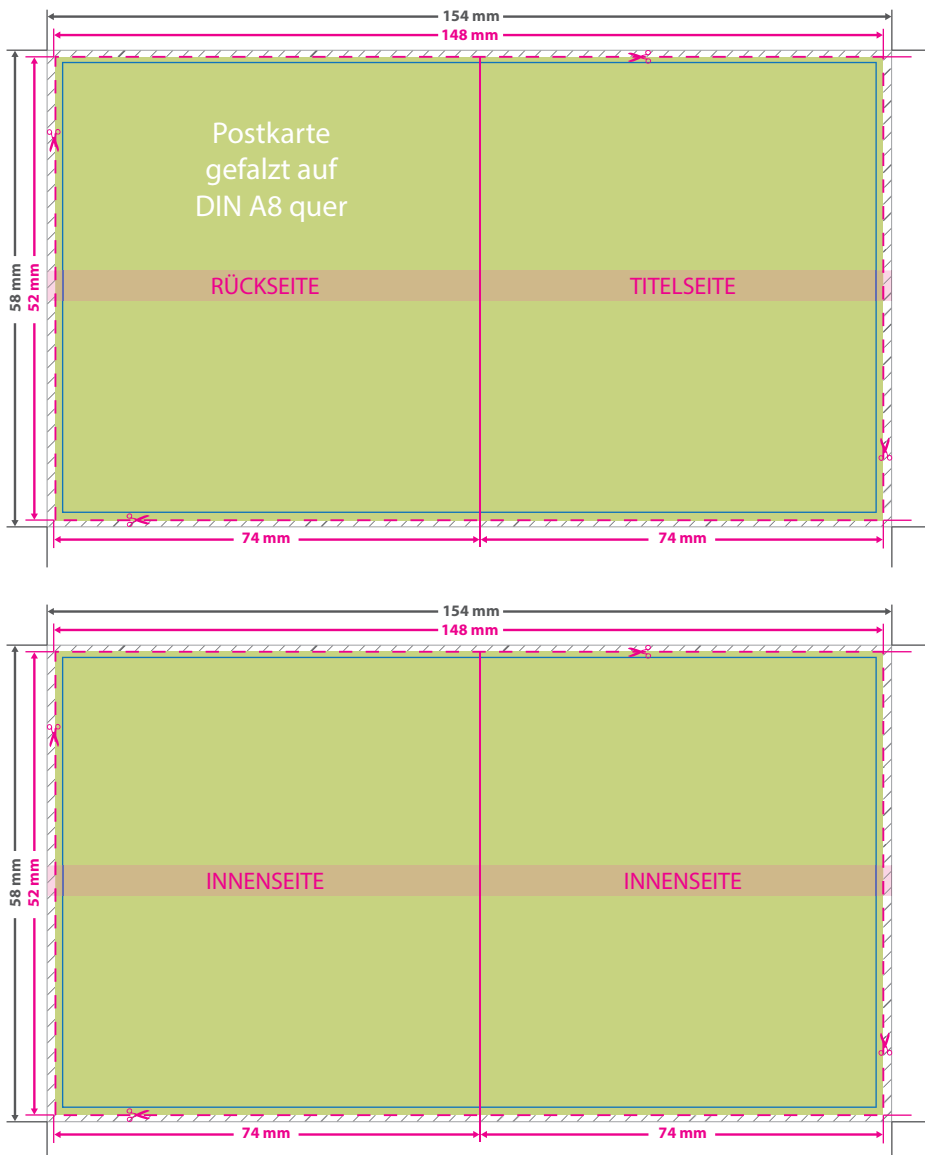 154 mm
148 mm
Postkarte
gefalzt auf
DIN A8 quer
58 mm
52 mm
RÜCKSEITE
TITELSEITE
74 mm
74 mm
154 mm
148 mm
58 mm
52 mm
INNENSEITE
INNENSEITE
74 mm
74 mm